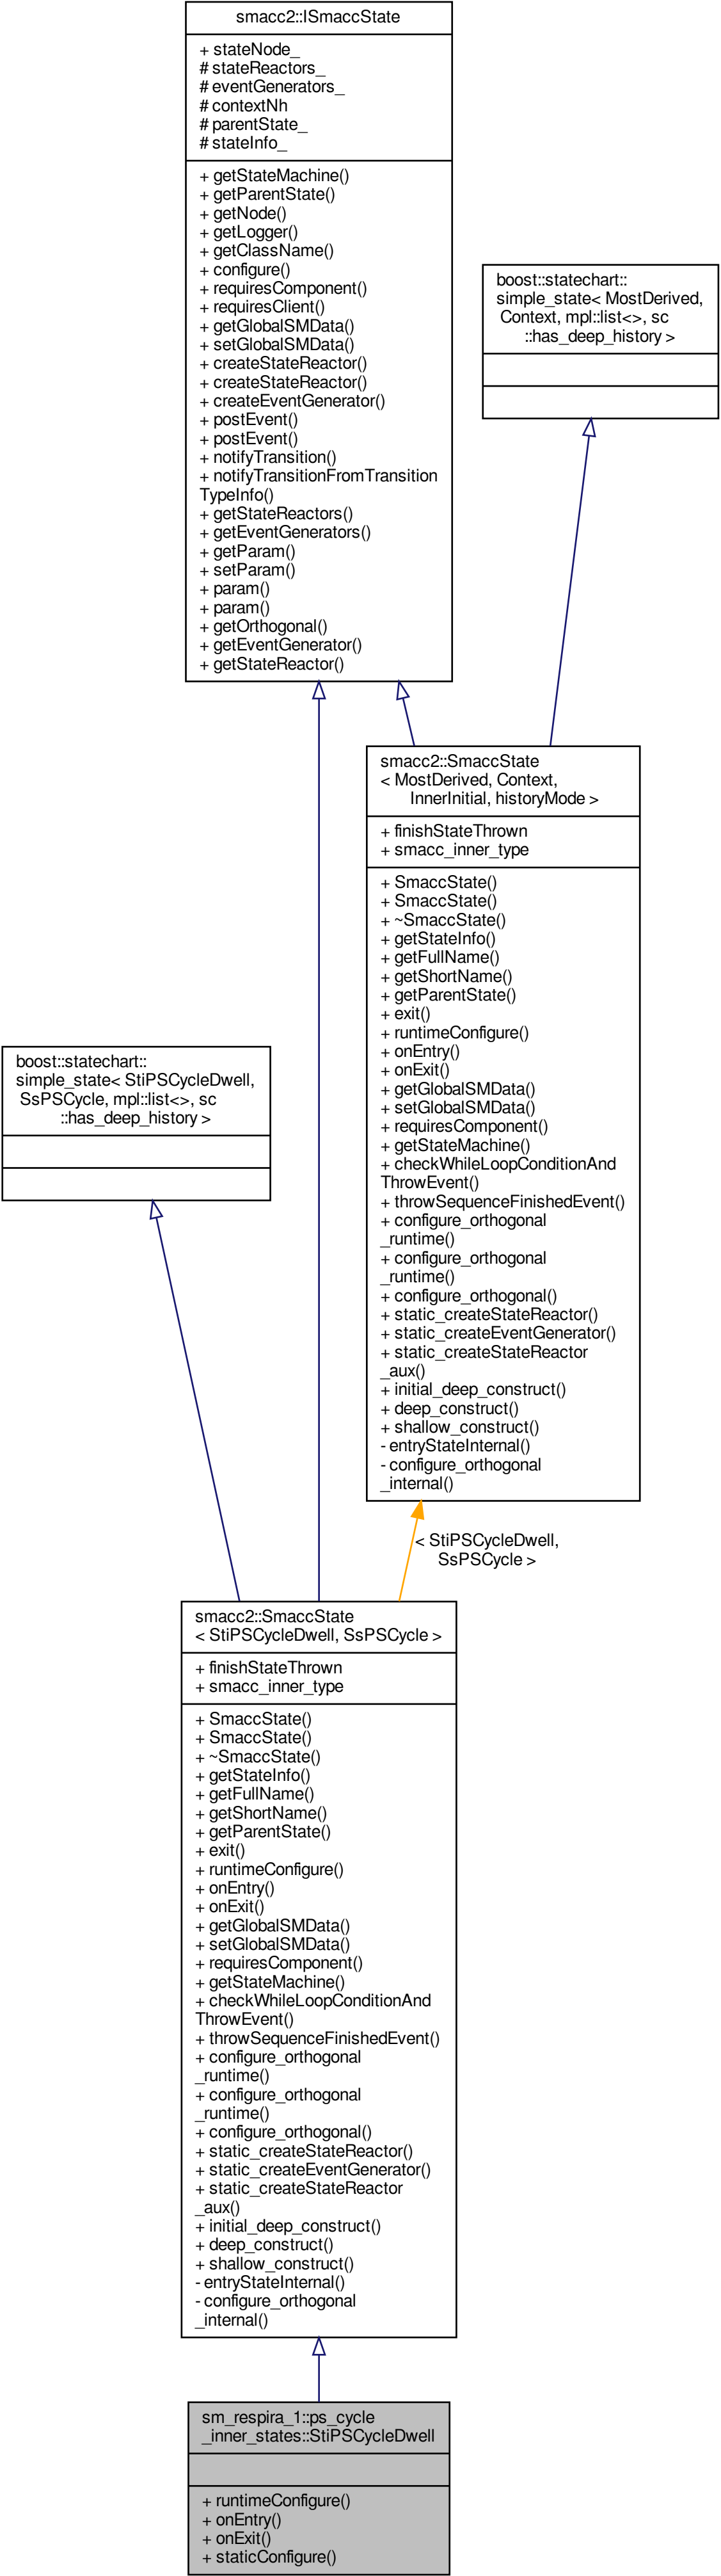 smacc2::ISmaccState
+ stateNode_
# stateReactors_
# eventGenerators_
# contextNh
# parentState_
# stateInfo_
+ getStateMachine()
+ getParentState()
+ getNode()
+ getLogger()
+ getClassName()
+ configure()
+ requiresComponent()
+ requiresClient()
+ getGlobalSMData()
+ setGlobalSMData()
+ createStateReactor()
+ createStateReactor()
+ createEventGenerator()
+ postEvent()
+ postEvent()
+ notifyTransition()
+ notifyTransitionFromTransition
TypeInfo()
+ getStateReactors()
+ getEventGenerators()
+ getParam()
+ setParam()
+ param()
+ param()
+ getOrthogonal()
+ getEventGenerator()
+ getStateReactor()
boost::statechart::
simple_state< MostDerived,
Context, mpl::list<>, sc
::has_deep_history >
smacc2::SmaccState
< MostDerived, Context,
InnerInitial, historyMode >
+ finishStateThrown
+ smacc_inner_type
+ SmaccState()
+ SmaccState()
+ ~SmaccState()
+ getStateInfo()
+ getFullName()
+ getShortName()
+ getParentState()
+ exit()
+ runtimeConfigure()
+ onEntry()
+ onExit()
+ getGlobalSMData()
+ setGlobalSMData()
+ requiresComponent()
+ getStateMachine()
+ checkWhileLoopConditionAnd
ThrowEvent()
+ throwSequenceFinishedEvent()
+ configure_orthogonal
_runtime()
+ configure_orthogonal
_runtime()
+ configure_orthogonal()
+ static_createStateReactor()
+ static_createEventGenerator()
+ static_createStateReactor
_aux()
+ initial_deep_construct()
+ deep_construct()
+ shallow_construct()
- entryStateInternal()
- configure_orthogonal
_internal()
boost::statechart::
simple_state< StiPSCycleDwell,
SsPSCycle, mpl::list<>, sc
::has_deep_history >
< StiPSCycleDwell,
SsPSCycle >
smacc2::SmaccState
< StiPSCycleDwell, SsPSCycle >
+ finishStateThrown
+ smacc_inner_type
+ SmaccState()
+ SmaccState()
+ ~SmaccState()
+ getStateInfo()
+ getFullName()
+ getShortName()
+ getParentState()
+ exit()
+ runtimeConfigure()
+ onEntry()
+ onExit()
+ getGlobalSMData()
+ setGlobalSMData()
+ requiresComponent()
+ getStateMachine()
+ checkWhileLoopConditionAnd
ThrowEvent()
+ throwSequenceFinishedEvent()
+ configure_orthogonal
_runtime()
+ configure_orthogonal
_runtime()
+ configure_orthogonal()
+ static_createStateReactor()
+ static_createEventGenerator()
+ static_createStateReactor
_aux()
+ initial_deep_construct()
+ deep_construct()
+ shallow_construct()
- entryStateInternal()
- configure_orthogonal
_internal()
sm_respira_1::ps_cycle
_inner_states::StiPSCycleDwell
+ runtimeConfigure()
+ onEntry()
+ onExit()
+ staticConfigure()